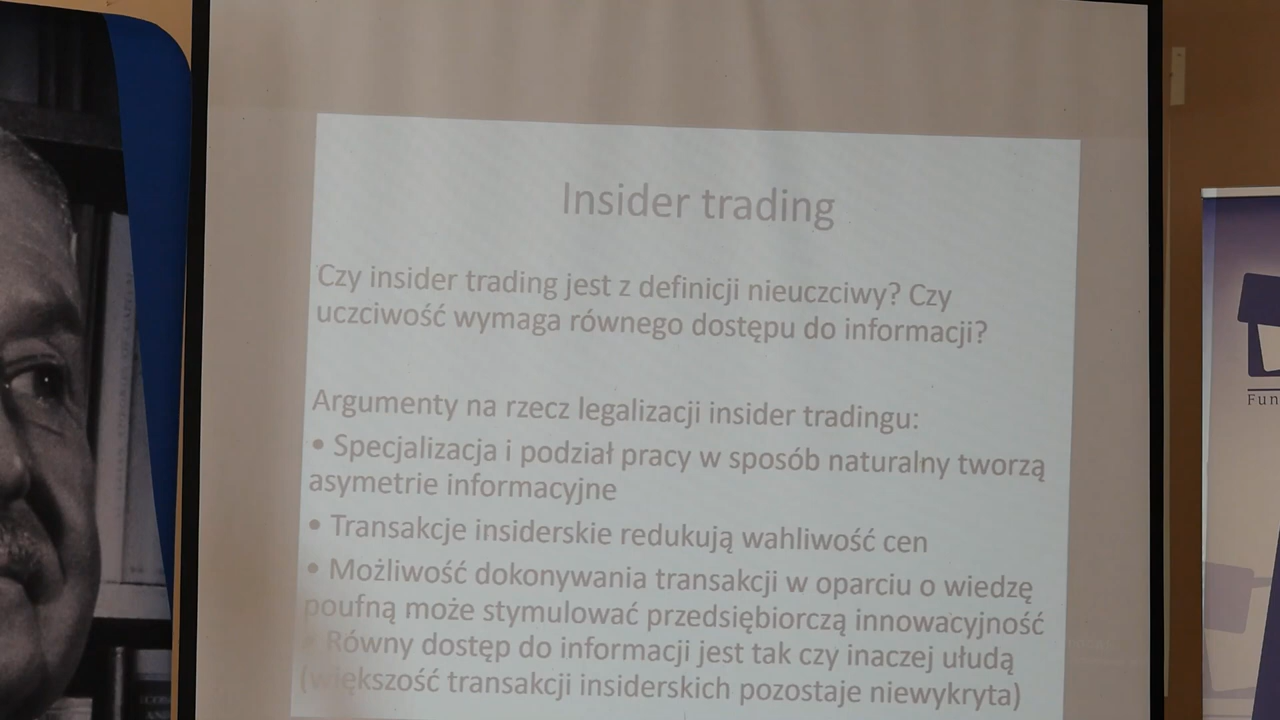 Insider trading
Czy insider trading jest z definicji nieuczciwy? Czy
uczciwość wymaga równego dostępu do informacji?
Argumenty na rzecz legalizacji insider tradingu:
• Specjalizacja i podział pracy w sposób naturalny tworzą
asymetrie informacyjne
• Transakcje insiderskie redukują wahliwość cen
• Możliwość dokonywania transakcji w oparciu o wiedzę
poufną może stymulować przedsiębiorczą innowacyjność
• Równy dostęp do informacji jest tak czy inaczej ułudą
(większość transakcji insiderskich pozostaje niewykryta)
Fun